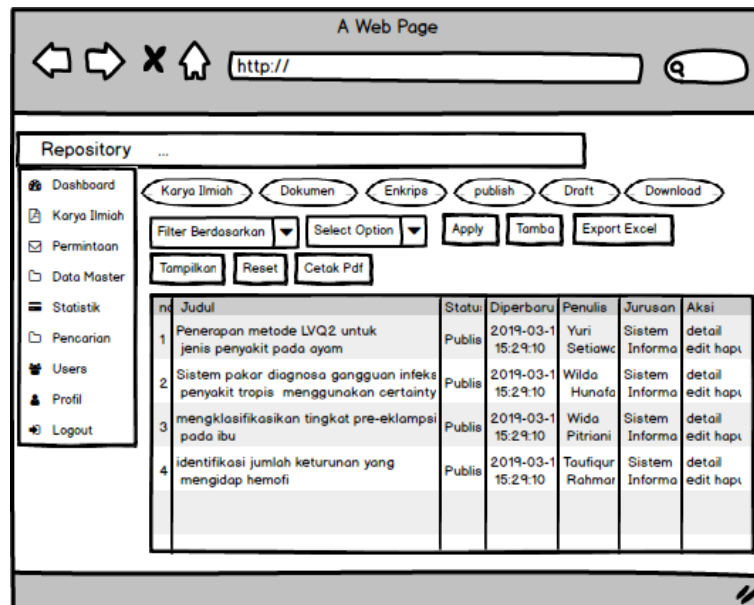 A Web Page
http://
Repository ...
Dashboard
Karya Ilmiah
Permintaan
Data Master
Statistik
Pencarian
Users
Profil
Logout
Karya Ilmiah Dokumen Enkrips publish Draft Download
Filter Berdasarkan Select Option Apply Tamba Export Excel
Tampilkan Reset Cetak Pdf
no Judul Status Diperbaru Penulis Jurusan Aksi
1 Penerapan metode LVQ2 untuk Publis 2019-03-1 Yuri Sistem detail
jenis penyakit pada ayam 15:29:10 Setiawa Informa edit hapu
2 Sistem pakar diagnosa gangguan infeks Publis 2019-03-1 Wilda Sistem detail
penyakit tropis menggunakan certainty 15:29:10 Hunafa Informa edit hapu
3 mengklasifikasikan tingkat pre-eklampsi Publis 2019-03-1 Wida Sistem detail
pada ibu 15:29:10 Pitriani Informa edit hapu
4 identifikasi jumlah keturunan yang Publis 2019-03-1 Taufiqur Sistem detail
mengidap hemofi 15:29:10 Rahmar Informa edit hapu